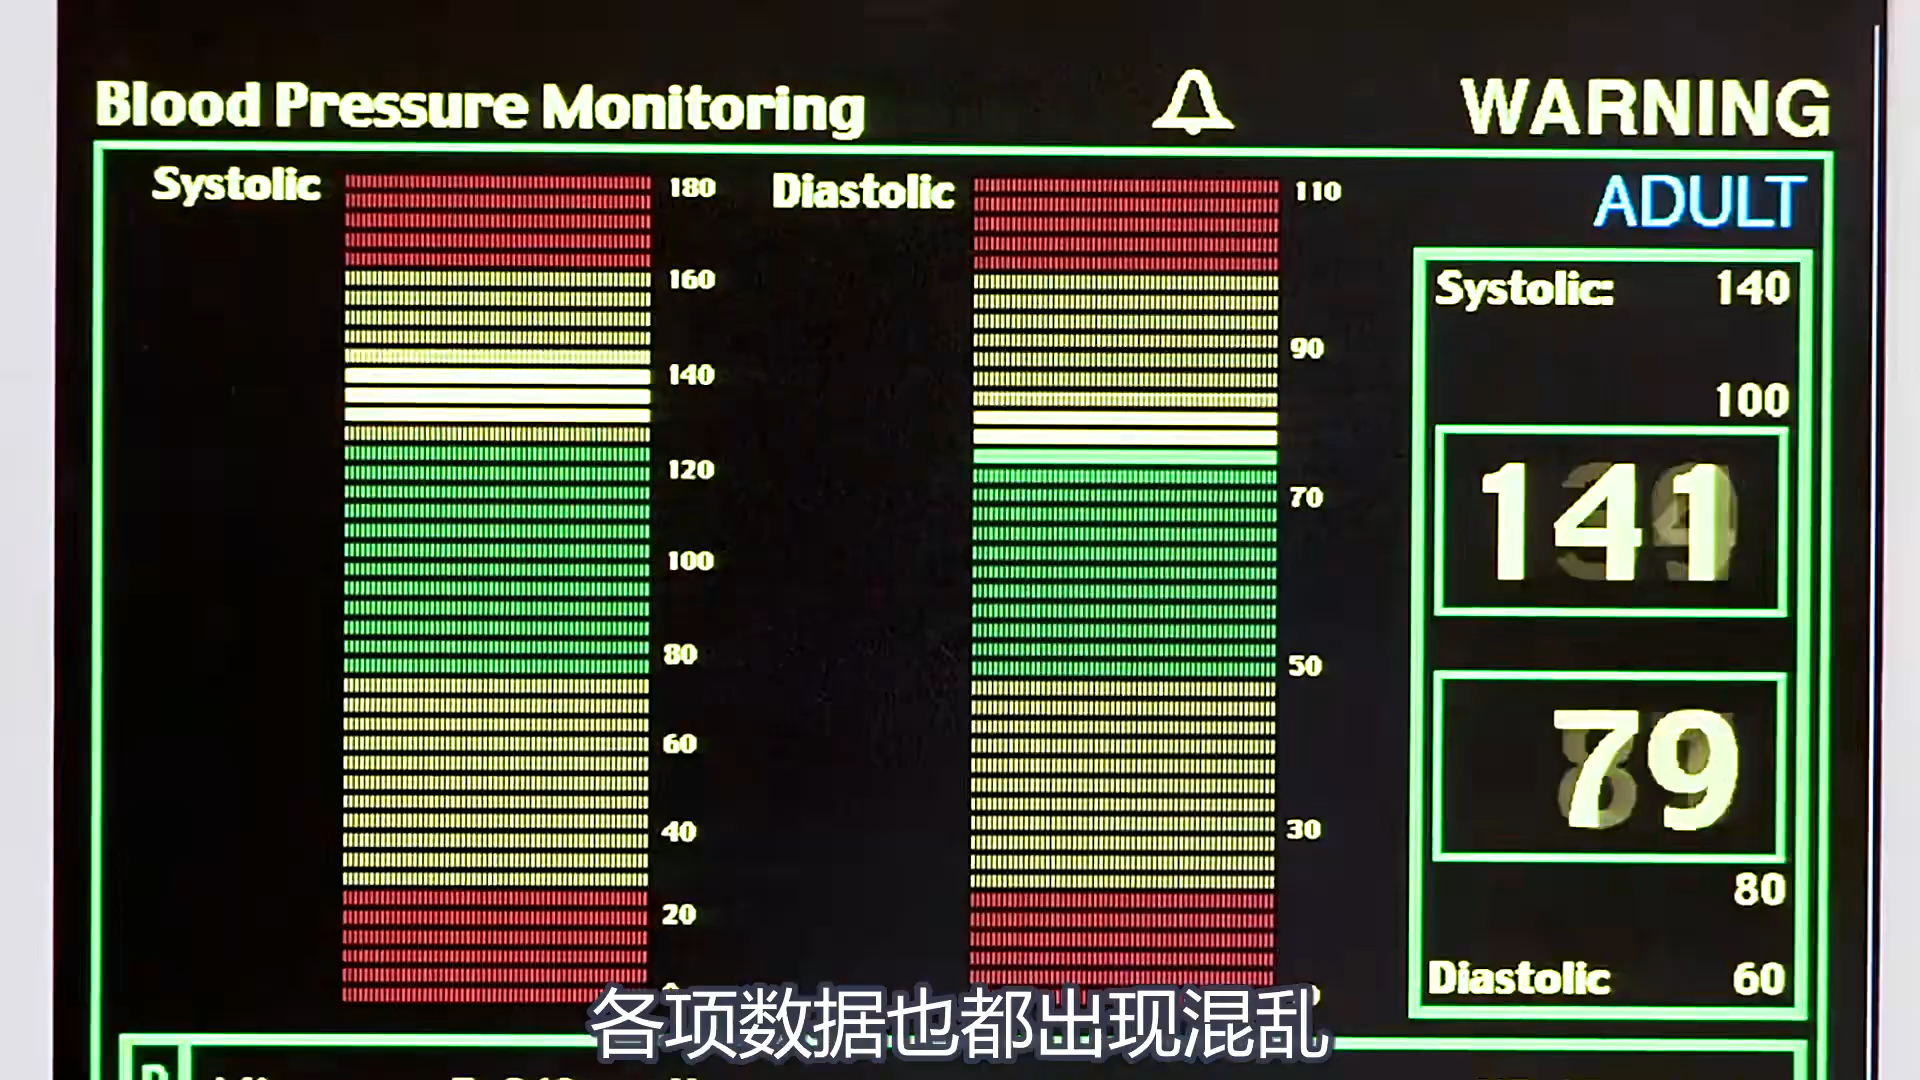 Blood Pressure Monitoring
WARNING
Systolic
180
160
140
120
100
80
60
40
20
Diastolic
110
90
70
50
30
ADULT
Systolic: 140
100
141
79
80
Diastolic 60
各项数据也都出现混乱